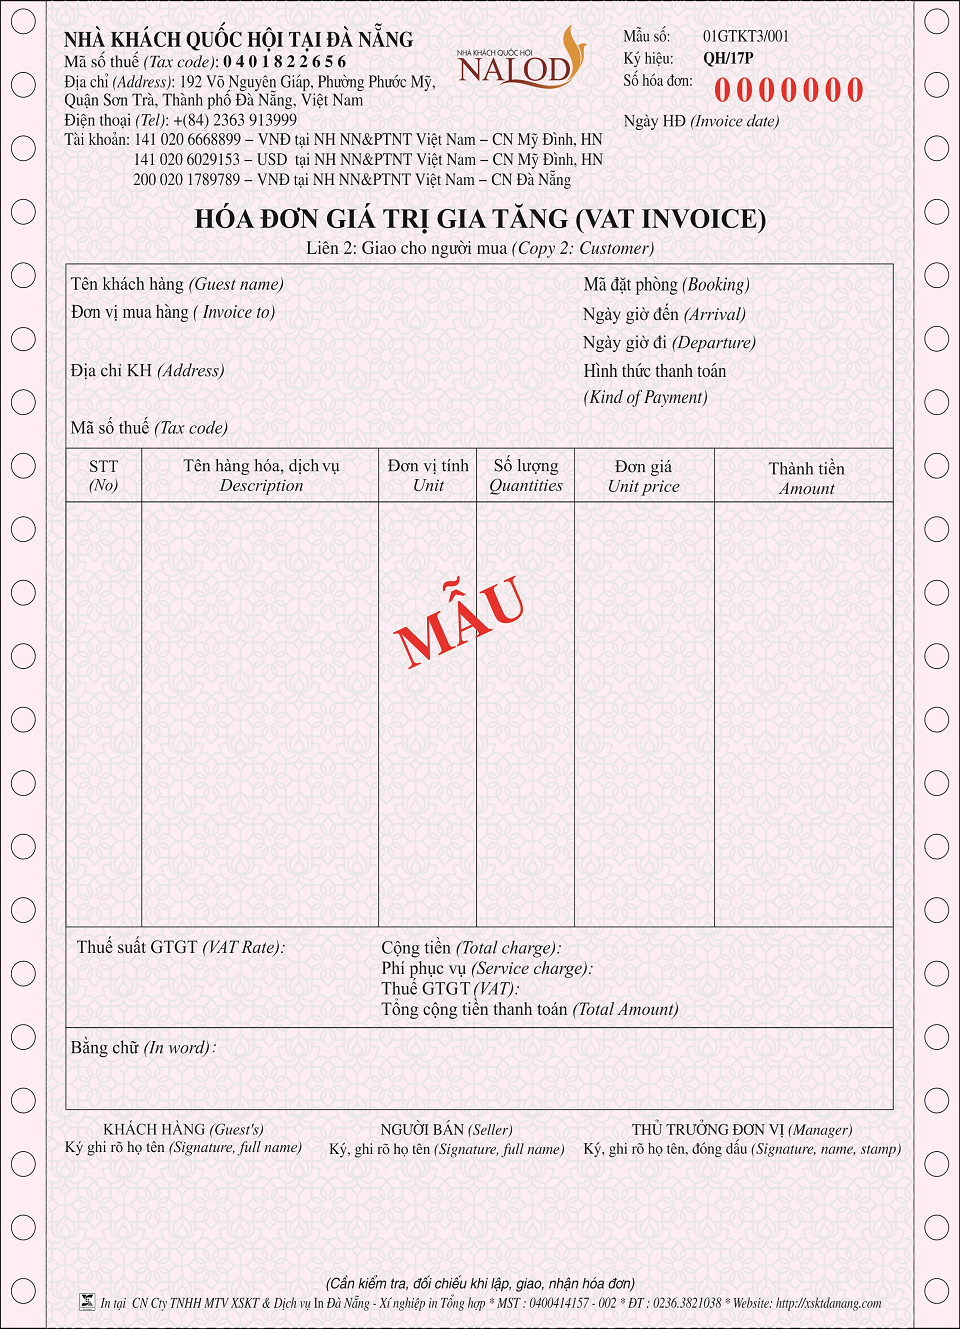 NHÀ KHÁCH QUỐC HỘI TẠI ĐÀ NẴNG
Mã số thuế (Tax code): 0401822656
Địa chỉ (Address): 192 Võ Nguyên Giáp, Phường Phước Mỹ,
Quận Sơn Trà, Thành phố Đà Nẵng, Việt Nam
Điện thoại (Tel): +(84) 2363 913999
Tài khoản: 141 020 6668899 – VNĐ tại NH NN&PTNT Việt Nam – CN Mỹ Đình, HN
141 020 6029153 – USD tại NH NN&PTNT Việt Nam – CN Mỹ Đình, HN
200 020 1789789 – VNĐ tại NH NN&PTNT Việt Nam – CN Đà Nẵng
NHÀ KHÁCH QUỐC HỘI
NALOD
Mẫu số: 01GTKT3/001
Ký hiệu: QH/17P
Số hóa đơn: 0000000
Ngày HĐ (Invoice date)
HÓA ĐƠN GIÁ TRỊ GIA TĂNG (VAT INVOICE)
Liên 2: Giao cho người mua (Copy 2: Customer)
Tên khách hàng (Guest name)
Đơn vị mua hàng ( Invoice to)
Địa chỉ KH (Address)
Mã số thuế (Tax code)
Mã đặt phòng (Booking)
Ngày giờ đến (Arrival)
Ngày giờ đi (Departure)
Hình thức thanh toán
(Kind of Payment)
STT
(No)
Tên hàng hóa, dịch vụ
Description
Đơn vị tính
Unit
Số lượng
Quantities
Đơn giá
Unit price
Thành tiền
Amount
MẪU
Thuế suất GTGT (VAT Rate):
Cộng tiền (Total charge):
Phí phục vụ (Service charge):
Thuế GTGT (VAT):
Tổng cộng tiền thanh toán (Total Amount)
Bằng chữ (In word):
KHÁCH HÀNG (Guest's)
Ký ghi rõ họ tên (Signature, full name)
NGƯỜI BÁN (Seller)
Ký, ghi rõ họ tên (Signature, full name)
THỦ TRƯỞNG ĐƠN VỊ (Manager)
Ký, ghi rõ họ tên, đóng dấu (Signature, name, stamp)
(Cần kiểm tra, đối chiếu khi lập, giao, nhận hóa đơn)
In tại CN Cty TNHH MTV XSKT & Dịch vụ In Đà Nẵng - Xí nghiệp in Tổng hợp * MST : 0400414157 - 002 * ĐT : 0236.3821038 * Website: http://xsktdanang.com